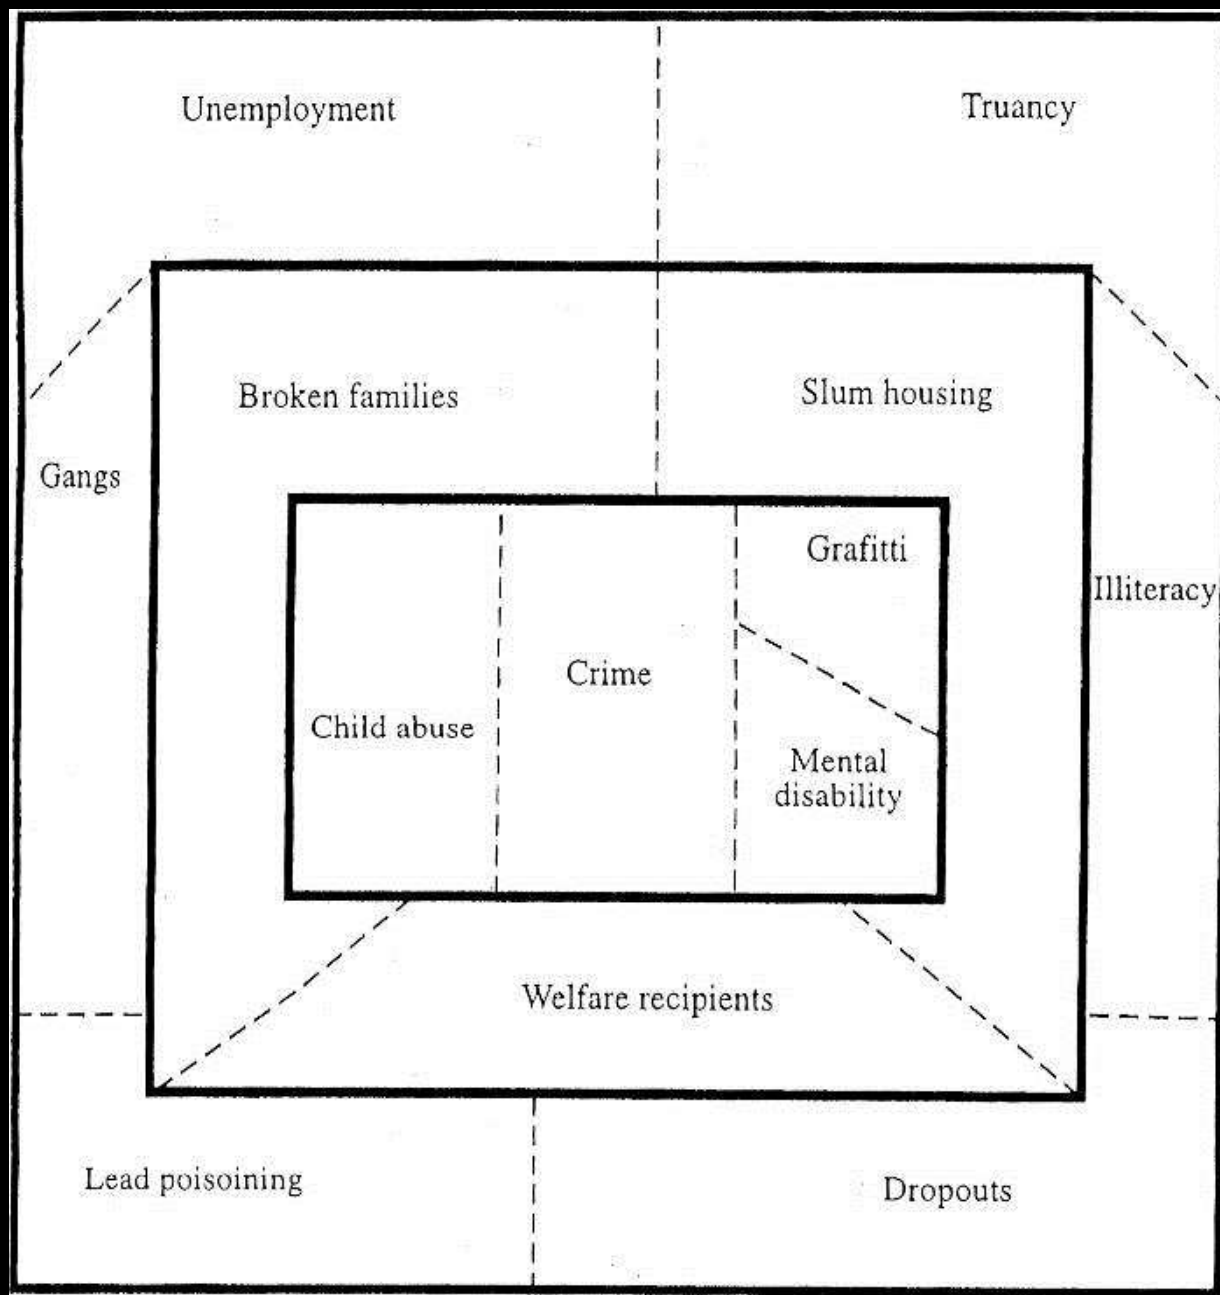 Unemployment
Truancy
Broken families
Slum housing
Gangs
Grafitti
Illiteracy
Crime
Child abuse
Mental
disability
Welfare recipients
Lead poisoining
Dropouts